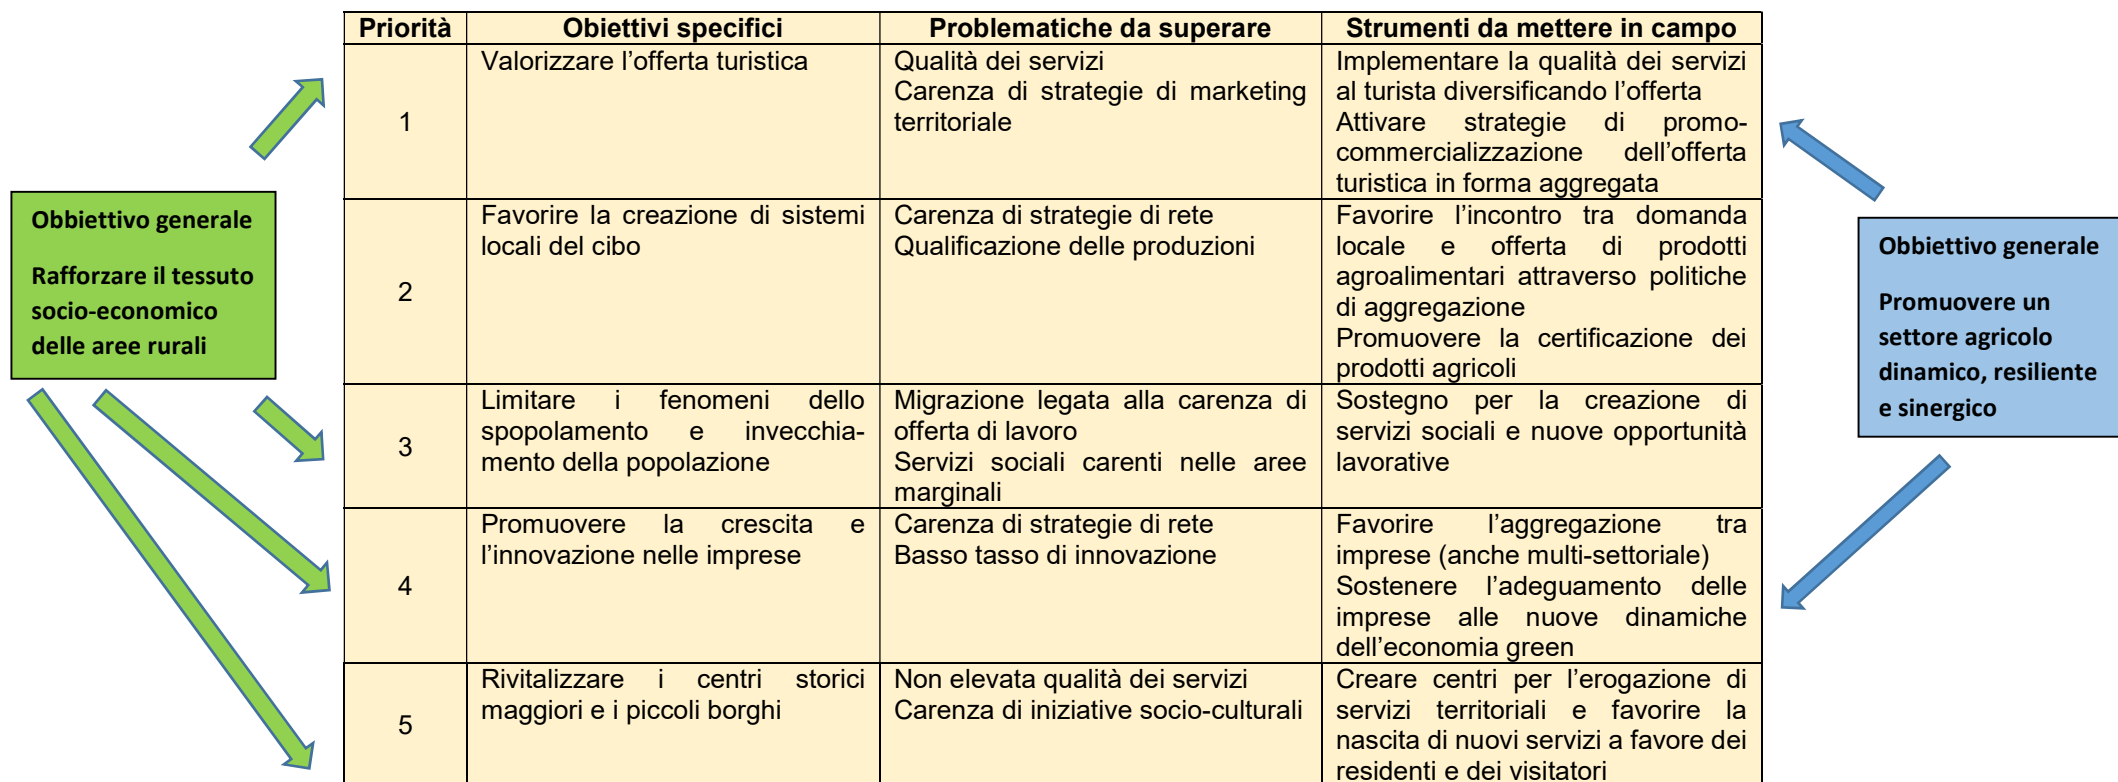 Priorità Obiettivi specifici Problematiche da superare Strumenti da mettere in campo
1
Valorizzare l’offerta turistica
Qualità dei servizi
Carenza di strategie di marketing
territoriale
Implementare la qualità dei servizi
al turista diversificando l’offerta
Attivare strategie di promo-
commercializzazione dell’offerta
turistica in forma aggregata
2
Favorire la creazione di sistemi
locali del cibo
Carenza di strategie di rete
Qualificazione delle produzioni
Favorire l’incontro tra domanda
locale e offerta di prodotti
agroalimentari attraverso politiche
di aggregazione
Promuovere la certificazione dei
prodotti agricoli
3
Limitare i fenomeni dello
spopolamento e invecchia-
mento della popolazione
Migrazione legata alla carenza di
offerta di lavoro
Servizi sociali carenti nelle aree
marginali
Sostegno per la creazione di
servizi sociali e nuove opportunità
lavorative
4
Promuovere la crescita e
l’innovazione nelle imprese
Carenza di strategie di rete
Basso tasso di innovazione
Favorire l’aggregazione tra
imprese (anche multi-settoriale)
Sostenere l’adeguamento delle
imprese alle nuove dinamiche
dell’economia green
5
Rivitalizzare i centri storici
maggiori e i piccoli borghi
Non elevata qualità dei servizi
Carenza di iniziative socio-culturali
Creare centri per l’erogazione di
servizi territoriali e favorire la
nascita di nuovi servizi a favore dei
residenti e dei visitatori
Obbiettivo generale
Rafforzare il tessuto
socio-economico
delle aree rurali
Obbiettivo generale
Promuovere un
settore agricolo
dinamico, resiliente
e sinergico